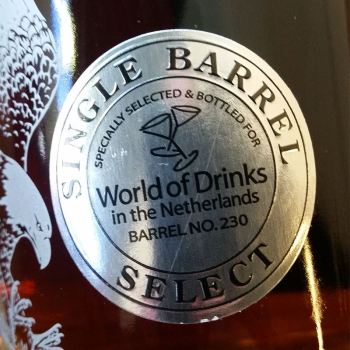 SINGLE BARREL
SPECIALLY SELECTED & BOTTLED FOR
World of Drinks
in the Netherlands
BARREL NO. 230
SELECT